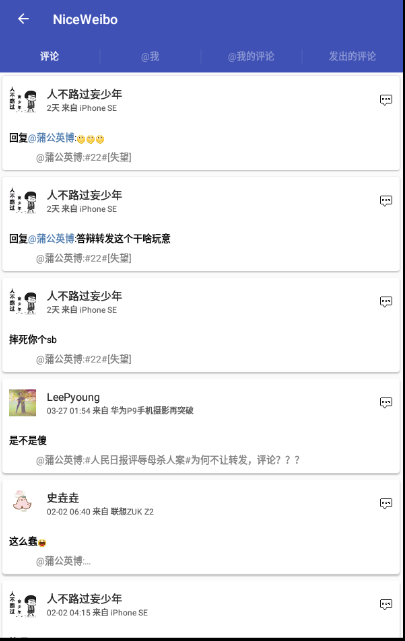 NiceWeibo
评论 @我 @我的评论 发出的评论
人不路过妄少年
2天 来自 iPhone SE
回复@蒲公英博:
@蒲公英博:#22#[失望]
人不路过妄少年
2天 来自 iPhone SE
回复@蒲公英博:答辩转发这个干啥玩意
@蒲公英博:#22#[失望]
人不路过妄少年
2天 来自 iPhone SE
摔死你个sb
@蒲公英博:#22#[失望]
LeePyoung
03-27 01:54 来自 华为P9手机摄影再突破
是不是傻
@蒲公英博:#人民日报评辱母杀人案#为何不让转发，评论？？？
史垚垚
02-02 06:40 来自 联想ZUK Z2
这么蠢
@蒲公英博:...
人不路过妄少年
02-02 04:15 来自 iPhone SE